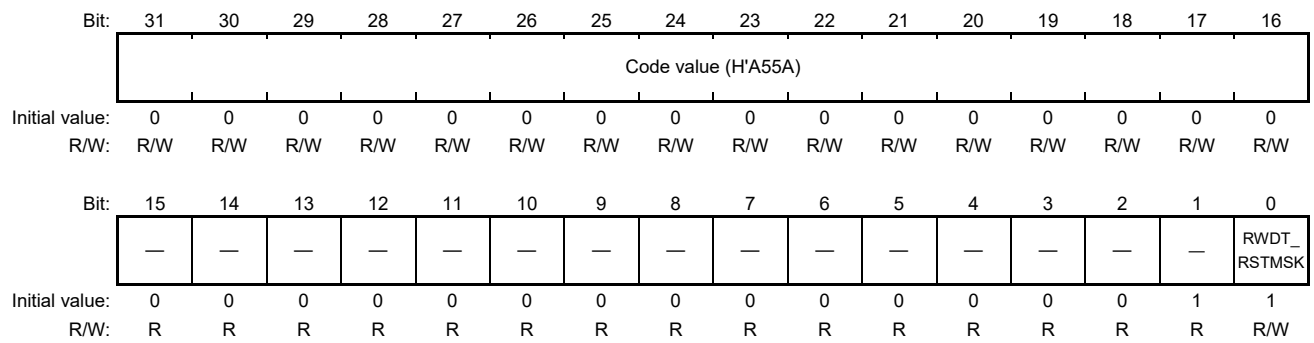 Bit: 31 30 29 28 27 26 25 24 23 22 21 20 19 18 17 16
Code value (H'A55A)
Initial value: 0 0 0 0 0 0 0 0 0 0 0 0 0 0 0 0
R/W: R/W R/W R/W R/W R/W R/W R/W R/W R/W R/W R/W R/W R/W R/W R/W R/W
Bit: 15 14 13 12 11 10 9 8 7 6 5 4 3 2 1 0
— — — — — — — — — — — — — — — RWDT_
RSTMSK
Initial value: 0 0 0 0 0 0 0 0 0 0 0 0 0 0 1 1
R/W: R R R R R R R R R R R R R R R R/W